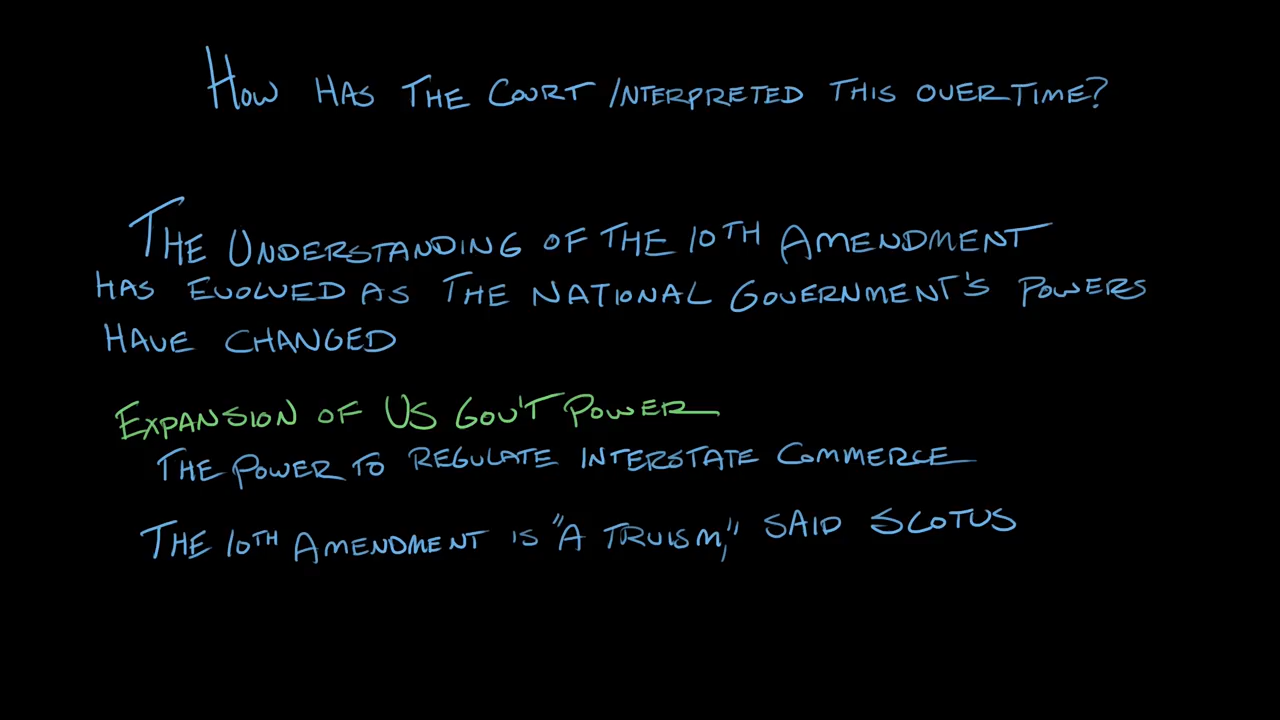 How HAS THE COURT INTERPRETED THIS OVER TIME?
THE UNDERSTANDING OF THE 10TH AMENDMENT
HAS EVOLVED AS THE NATIONAL GOVERNMENT'S POWERS
HAVE CHANGED
EXPANSION OF US GOV'T POWER
THE POWER TO REGULATE INTERSTATE COMMERCE
THE 10TH AMENDMENT IS "A TRUISM," SAID SCOTUS